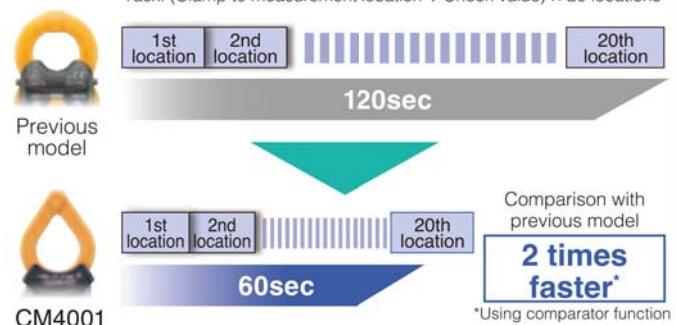 1st
location
2nd
location
20th
location
120sec
Previous
model
1st
location
2nd
location
20th
location
60sec
CM4001
Comparison with
previous model
2 times
faster*
*Using comparator function